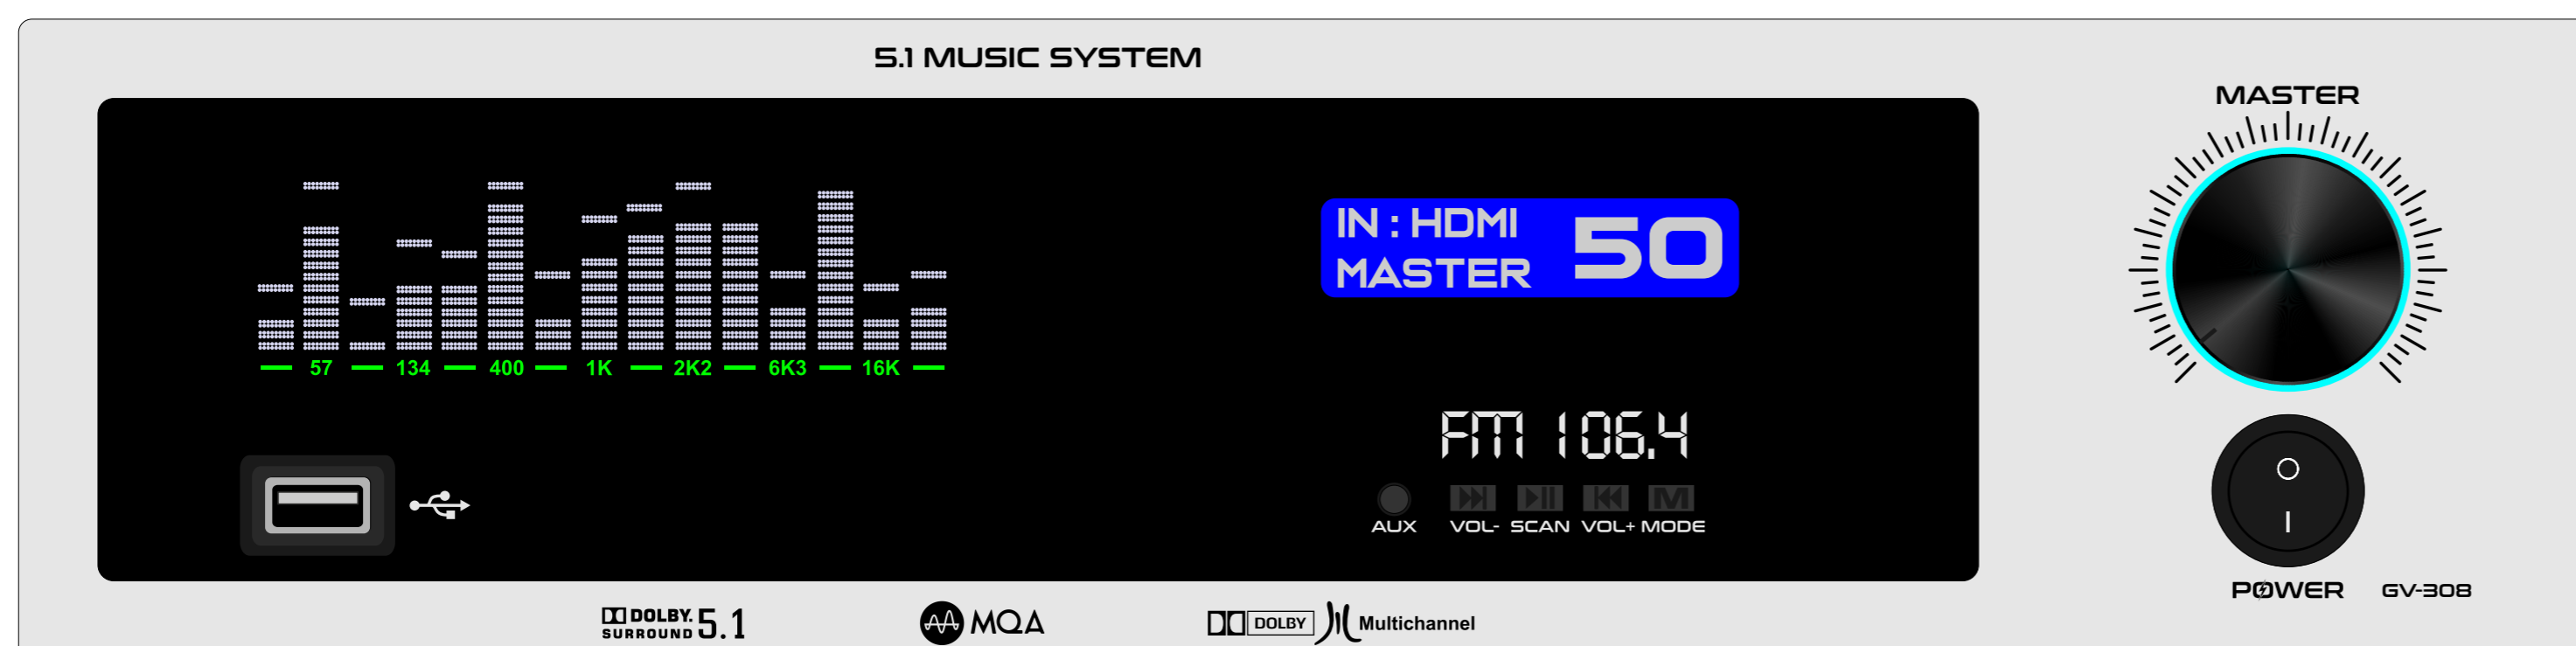 5.1 MUSIC SYSTEM
MASTER
IN : HDMI
MASTER
50
57 134 400 1K 2K2 6K3 16K
FM 106.4
M
AUX VOL- SCAN VOL+ MODE
O
I
POWER
GV-308
DOLBY.
SURROUND 5.1
MQA
DOLBY Multichannel